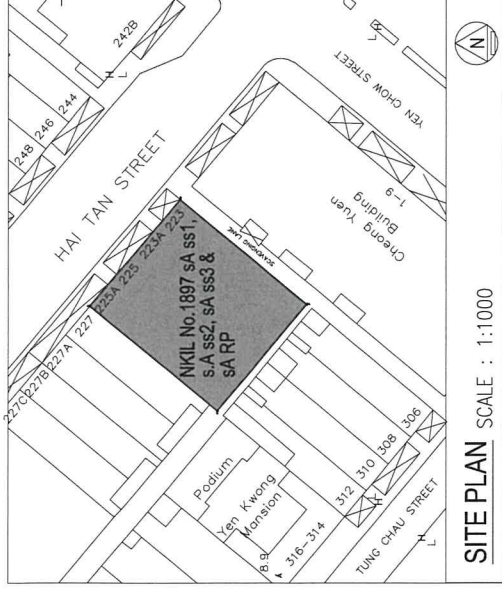 242B
244
246
248
HAI TAN STREET
YEN CHOW STREET
H
L
H
L
223
223A
225
225A
227
227A
227B
227C
NKIL No.1897 sA ss1,
s.A ss2, sA ss3 &
sA RP
SCAVENGING LANE
Cheong Yuen
Building
1-9
Podium
Yen Kwong
Mansion
8.9
316-314
312
310
308
306
H
TUNG CHAU STREET
H
L
SITE PLAN SCALE : 1:1000
N